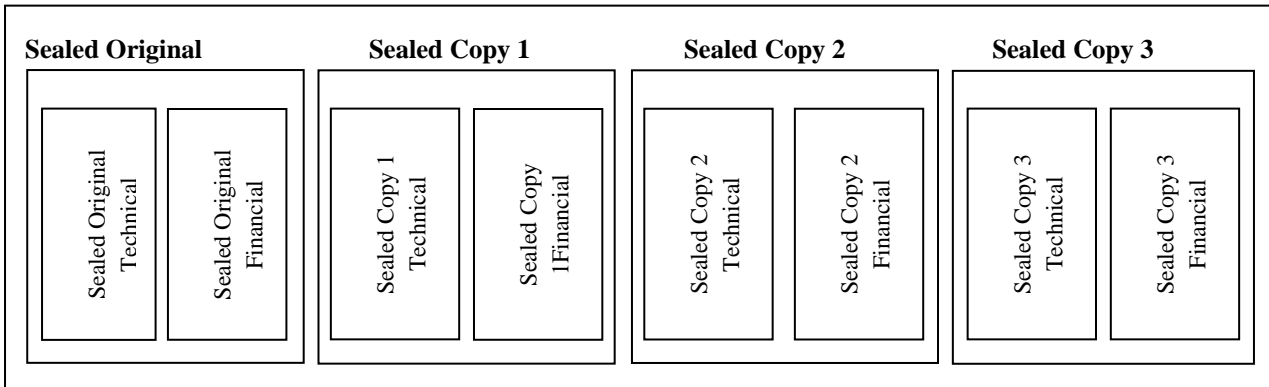 Sealed Original
Sealed Copy 1
Sealed Copy 2
Sealed Copy 3
Sealed Original
Technical
Sealed Original
Financial
Sealed Copy 1
Technical
Sealed Copy
1Financial
Sealed Copy 2
Technical
Sealed Copy 2
Financial
Sealed Copy 3
Technical
Sealed Copy 3
Financial